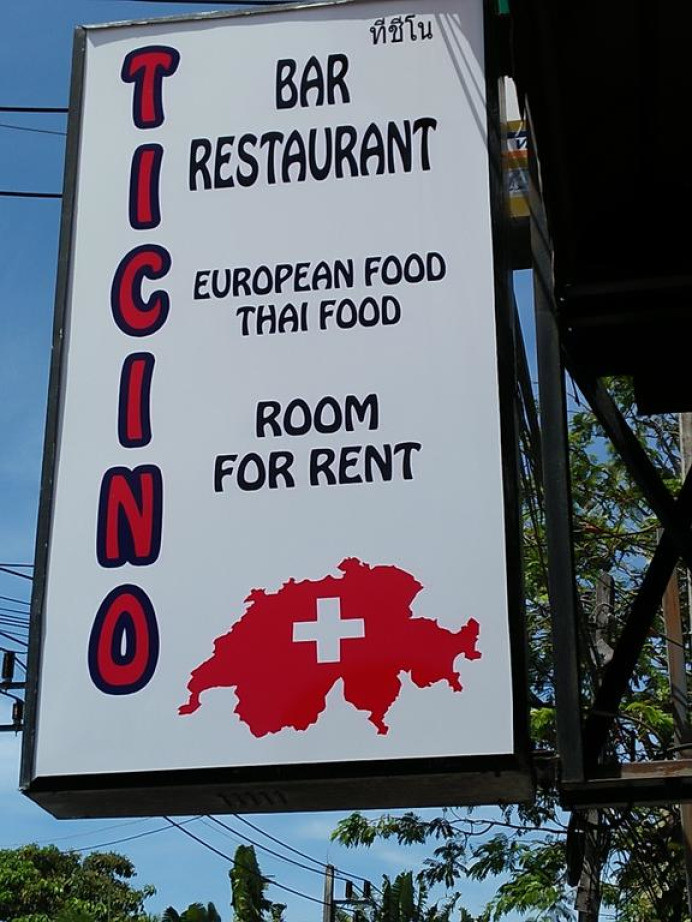 ทีชีโน
TICINO
BAR
RESTAURANT
EUROPEAN FOOD
THAI FOOD
ROOM
FOR RENT